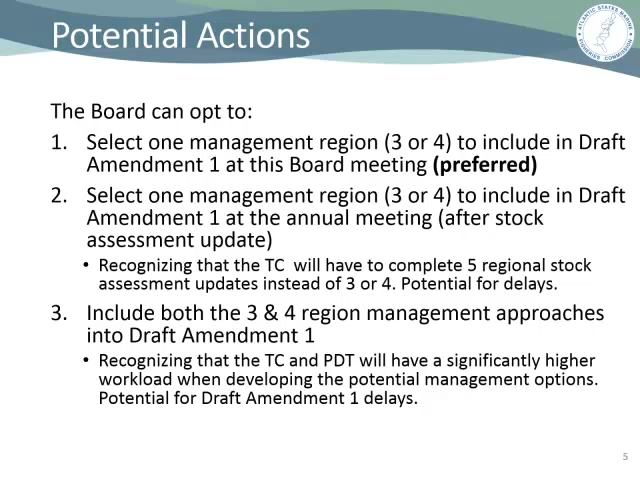 Potential Actions
ATLANTIC STATES MARINE
FISHERIES COMMISSION
The Board can opt to:
1. Select one management region (3 or 4) to include in Draft
Amendment 1 at this Board meeting (preferred)
2. Select one management region (3 or 4) to include in Draft
Amendment 1 at the annual meeting (after stock
assessment update)
• Recognizing that the TC will have to complete 5 regional stock
assessment updates instead of 3 or 4. Potential for delays.
3. Include both the 3 & 4 region management approaches
into Draft Amendment 1
• Recognizing that the TC and PDT will have a significantly higher
workload when developing the potential management options.
Potential for Draft Amendment 1 delays.
5